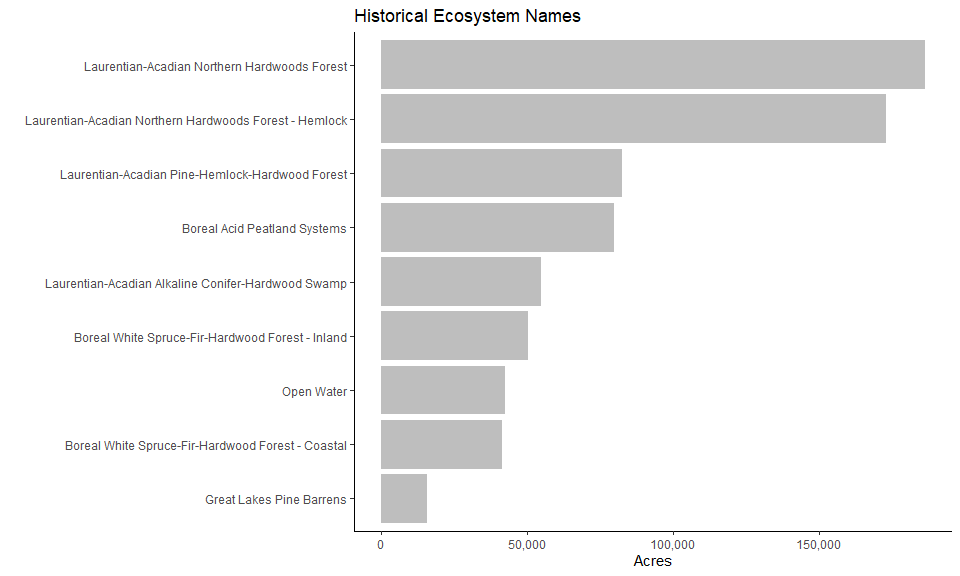 Historical Ecosystem Names
Laurentian-Acadian Northern Hardwoods Forest
Laurentian-Acadian Northern Hardwoods Forest - Hemlock
Laurentian-Acadian Pine-Hemlock-Hardwood Forest
Boreal Acid Peatland Systems
Laurentian-Acadian Alkaline Conifer-Hardwood Swamp
Boreal White Spruce-Fir-Hardwood Forest - Inland
Open Water
Boreal White Spruce-Fir-Hardwood Forest - Coastal
Great Lakes Pine Barrens
0 50,000 100,000 150,000
Acres